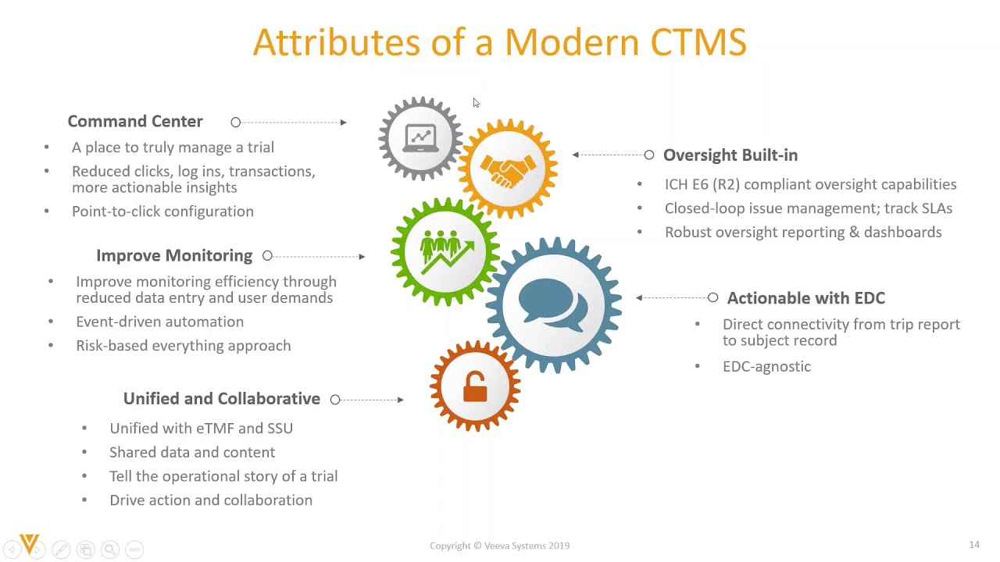 Attributes of a Modern CTMS
Command Center
• A place to truly manage a trial
• Reduced clicks, log ins, transactions,
more actionable insights
• Point-to-click configuration
Improve Monitoring
• Improve monitoring efficiency through
reduced data entry and user demands
• Event-driven automation
• Risk-based everything approach
Unified and Collaborative
• Unified with eTMF and SSU
• Shared data and content
• Tell the operational story of a trial
• Drive action and collaboration
Oversight Built-in
• ICH E6 (R2) compliant oversight capabilities
• Closed-loop issue management; track SLAs
• Robust oversight reporting & dashboards
Actionable with EDC
• Direct connectivity from trip report
to subject record
• EDC-agnostic
Copyright © Veeva Systems 2019
14